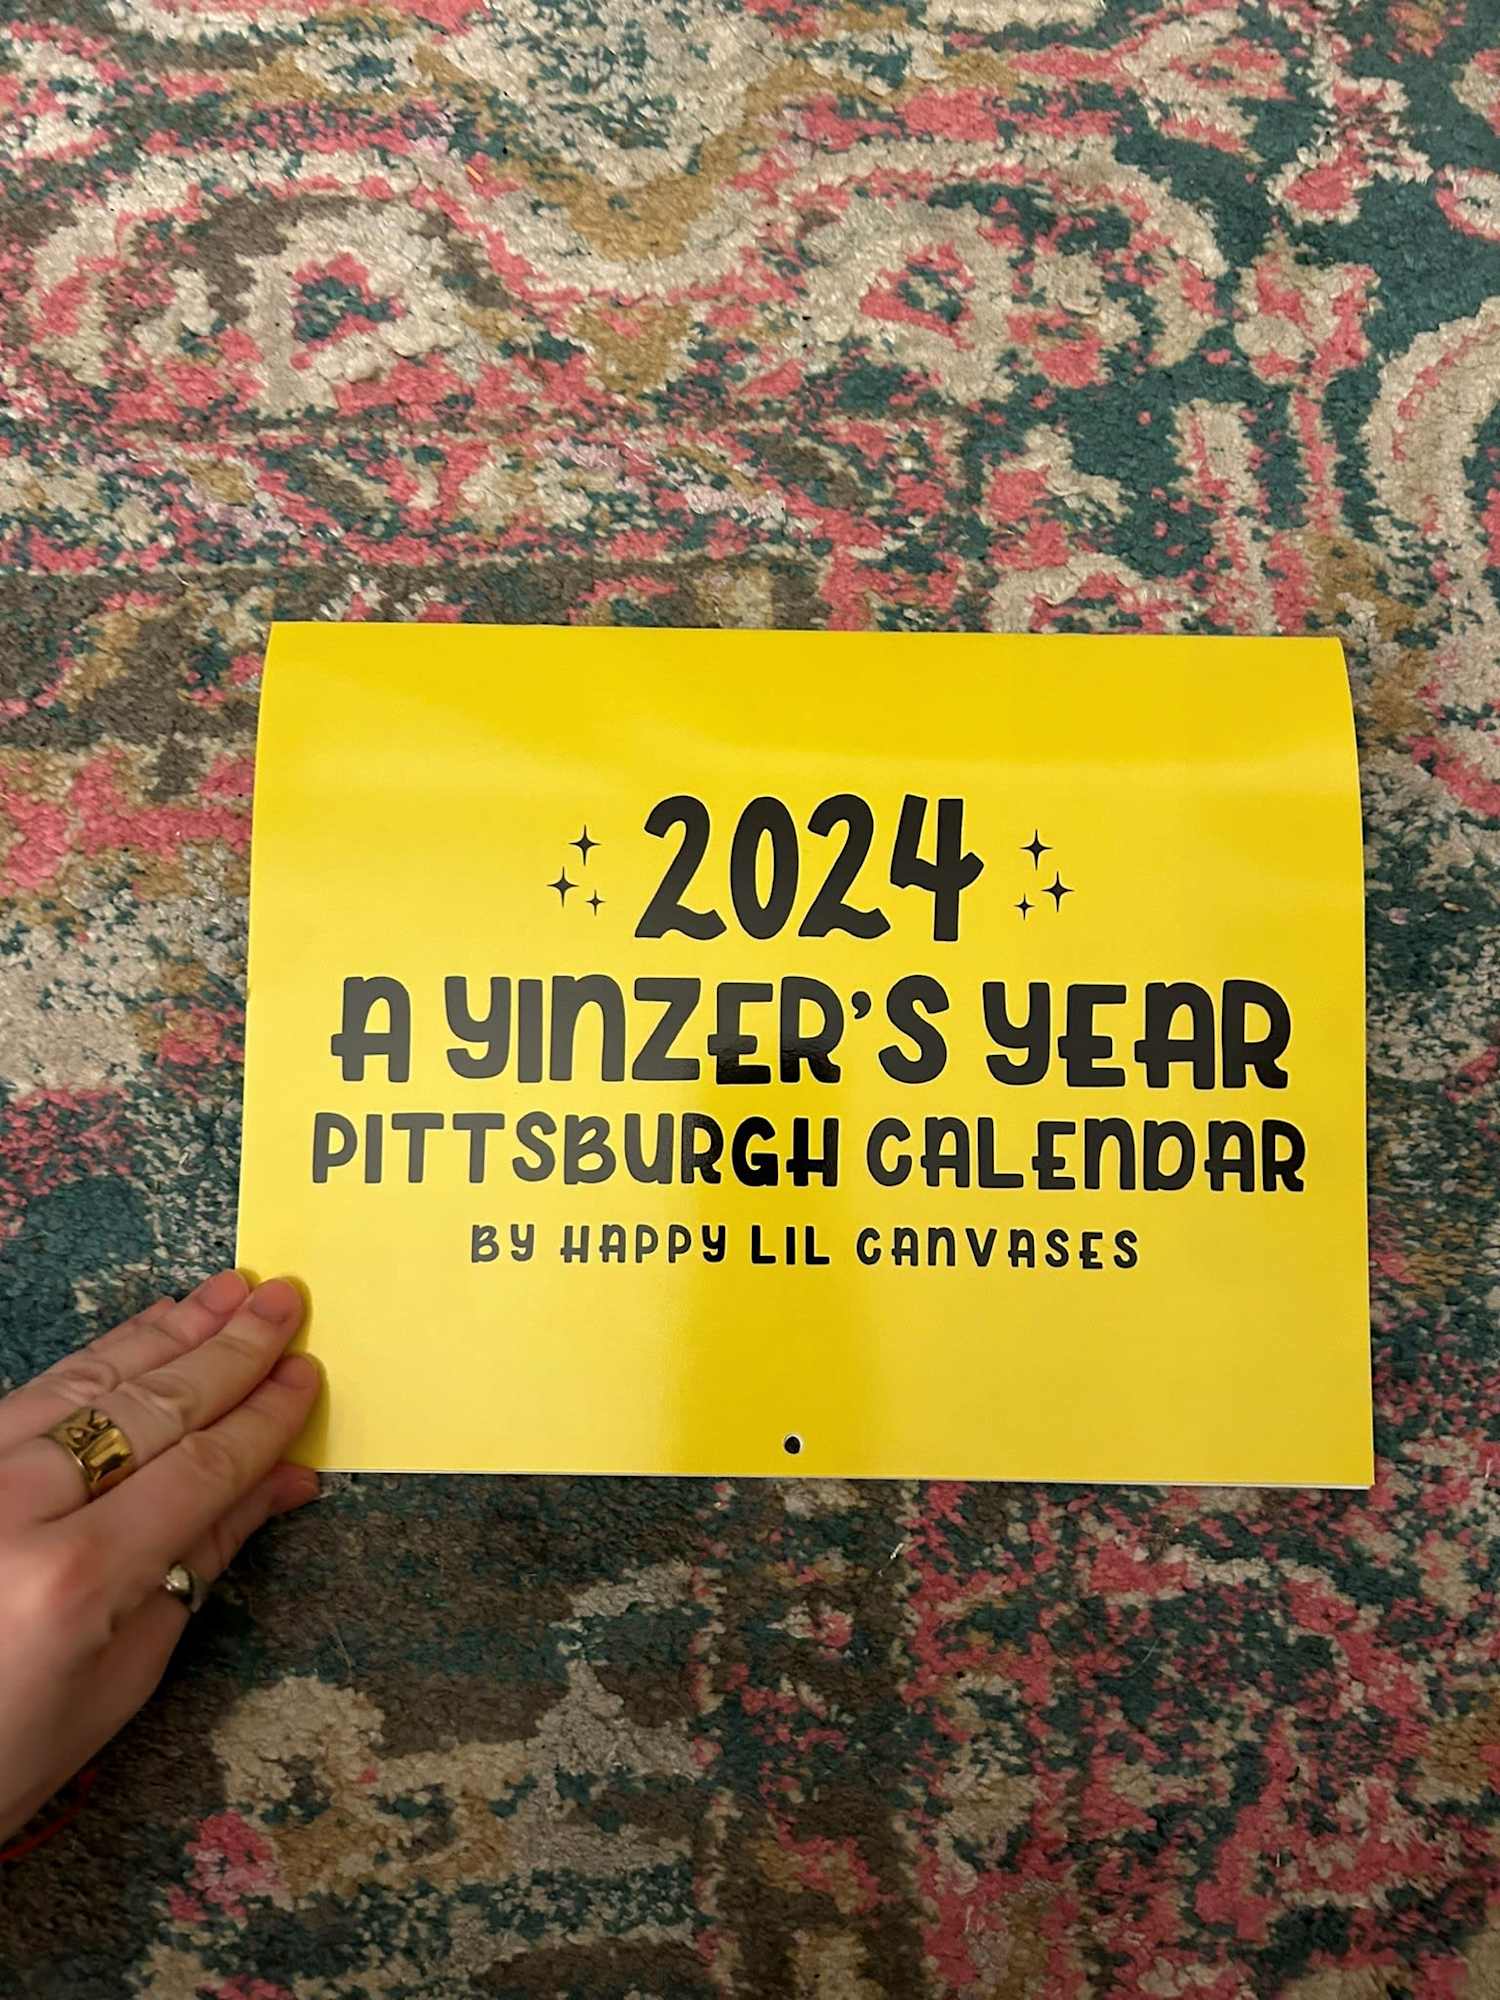 2024
A YINZER'S YEAR
PITTSBURGH CALENDAR
BY HAPPY LIL CANVASES